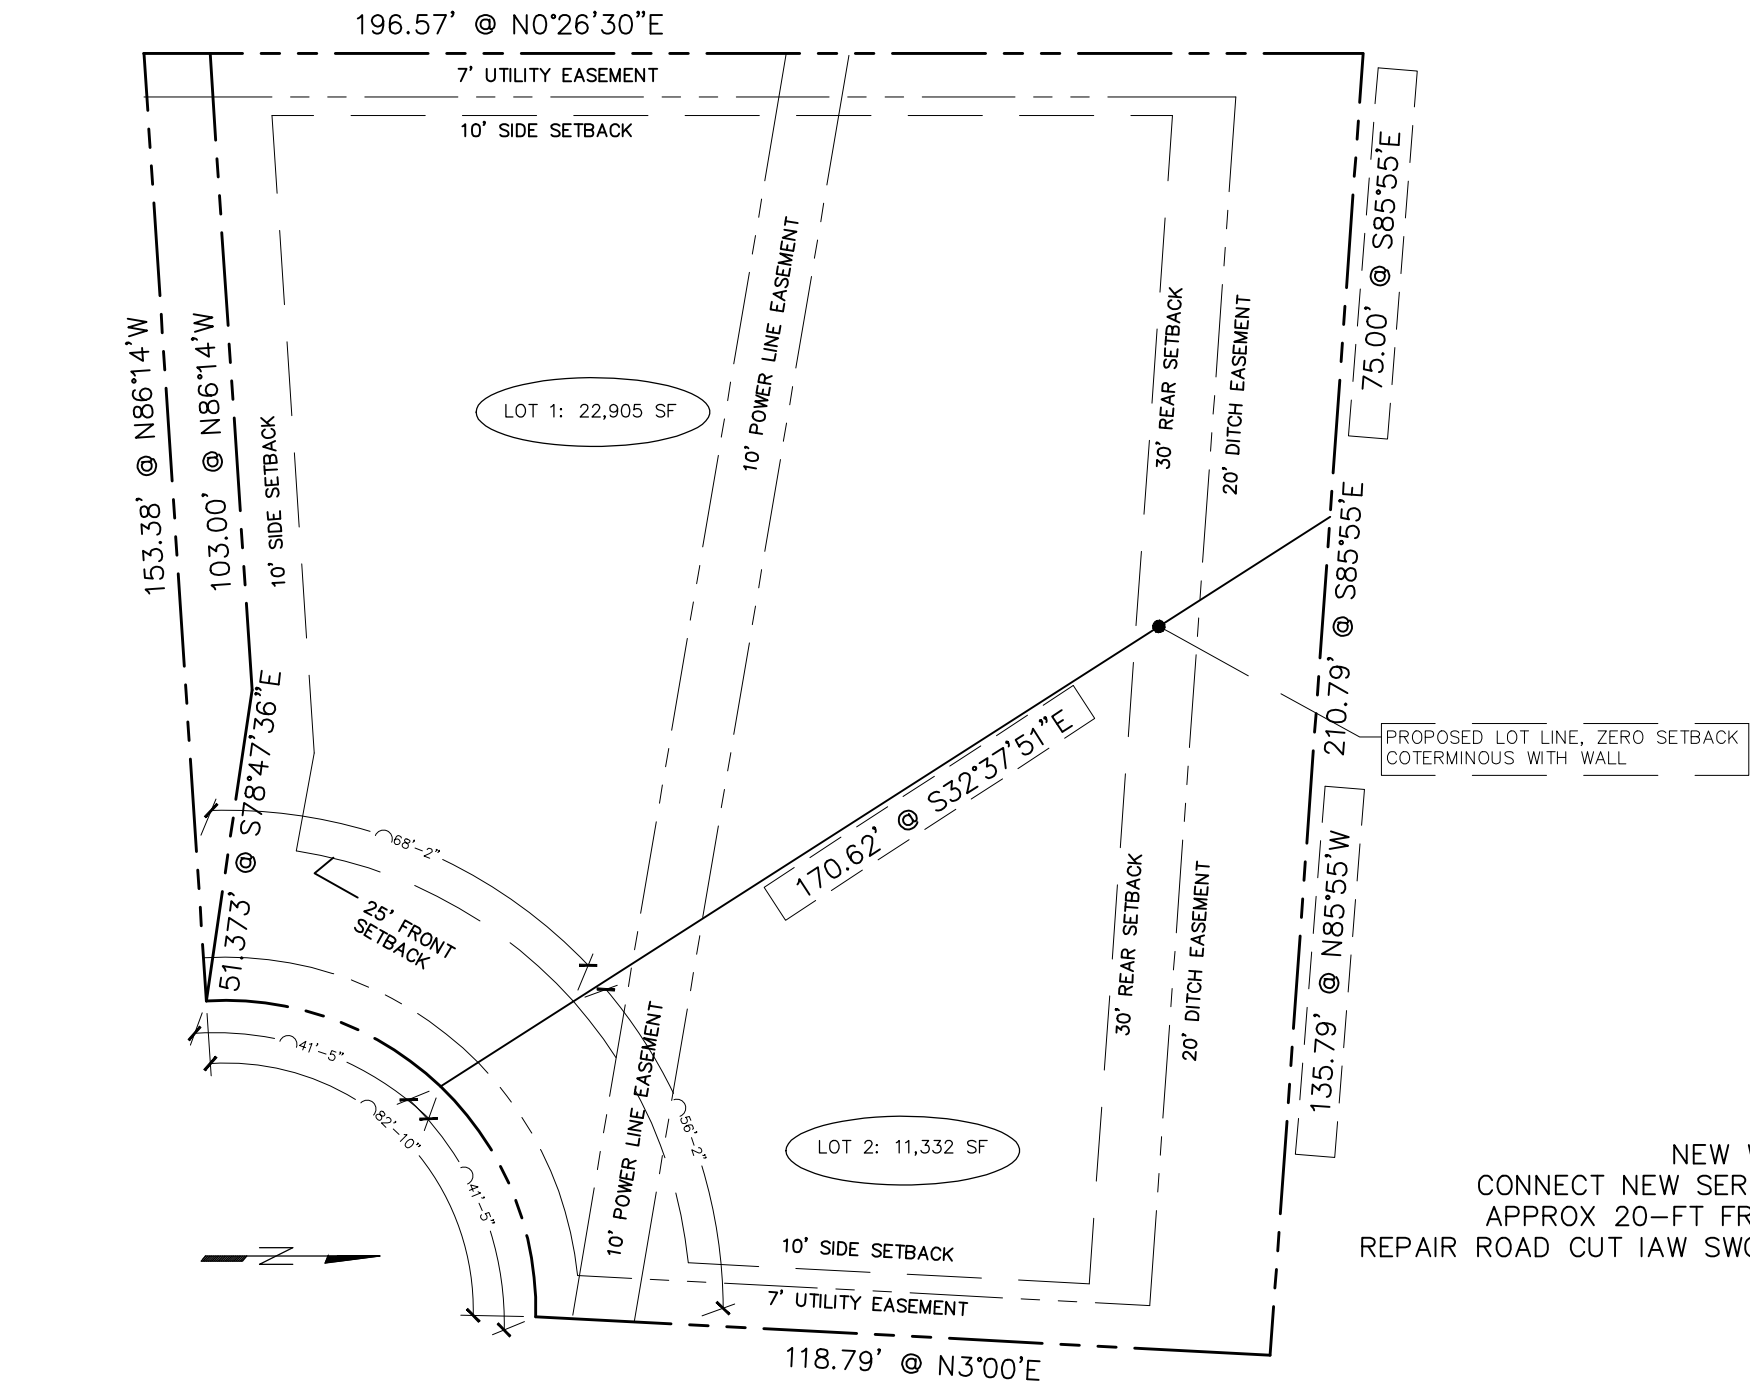 196.57' @ N0°26'30"E
7' UTILITY EASEMENT
10' SIDE SETBACK
75.00' @ S85°55'E
10' POWER LINE EASEMENT
30' REAR SETBACK
20' DITCH EASEMENT
153.38' @ N86°14'W
103.00' @ N86°14'W
10' SIDE SETBACK
LOT 1: 22,905 SF
210.79' @ S85°55'E
PROPOSED LOT LINE, ZERO SETBACK
COTERMINOUS WITH WALL
51.373' @ S78°47'36"E
170.62' @ S32°37'51"E
68'-2"
25' FRONT
SETBACK
30' REAR SETBACK
20' DITCH EASEMENT
135.79' @ N85°55'W
41'-5"
82'-10"
41'-5"
56'-2"
10' POWER LINE EASEMENT
LOT 2: 11,332 SF
N
10' SIDE SETBACK
7' UTILITY EASEMENT
118.79' @ N3°00'E
NEW
CONNECT NEW SER
APPROX 20-FT FR
REPAIR ROAD CUT IAW SW